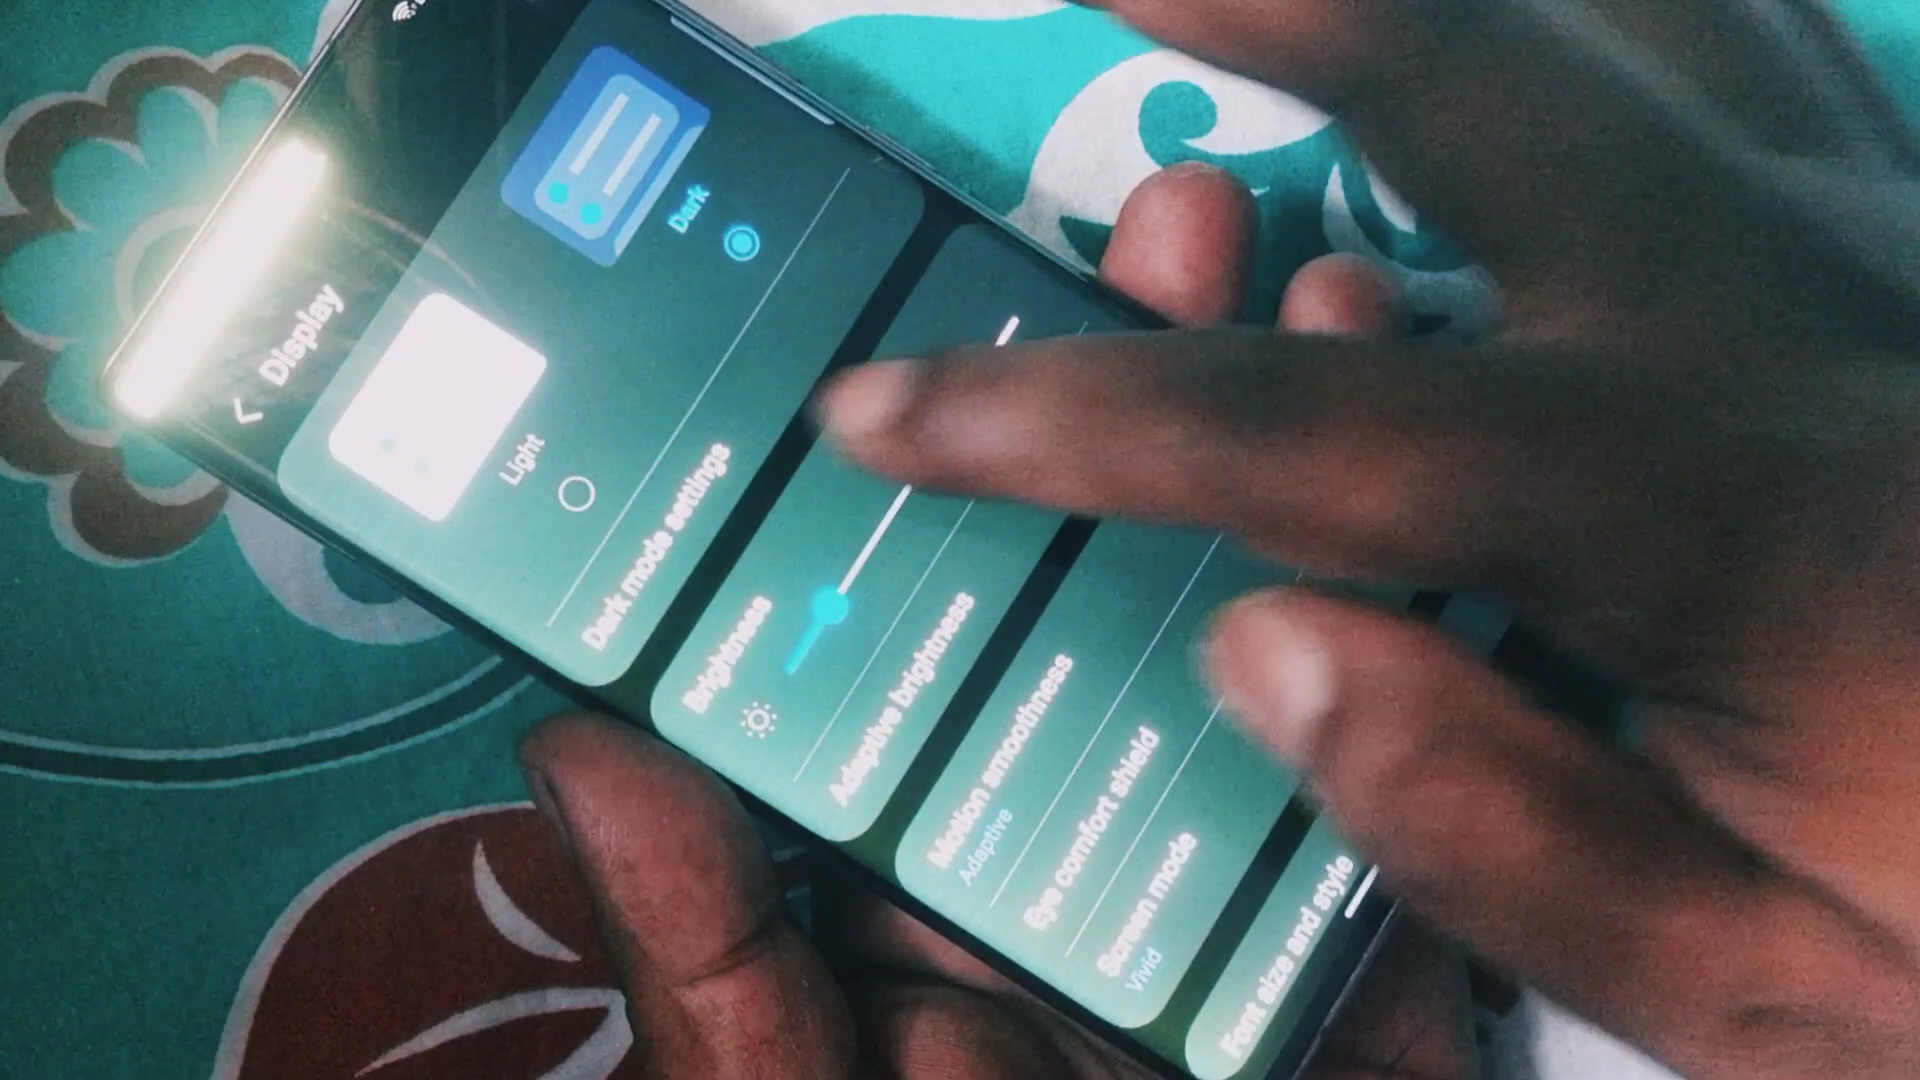 Display
Light
Dark
Dark mode settings
Brightness
Adaptive brightness
Motion smoothness
Adaptive
Eye comfort shield
Screen mode
Vivid
Font size and style